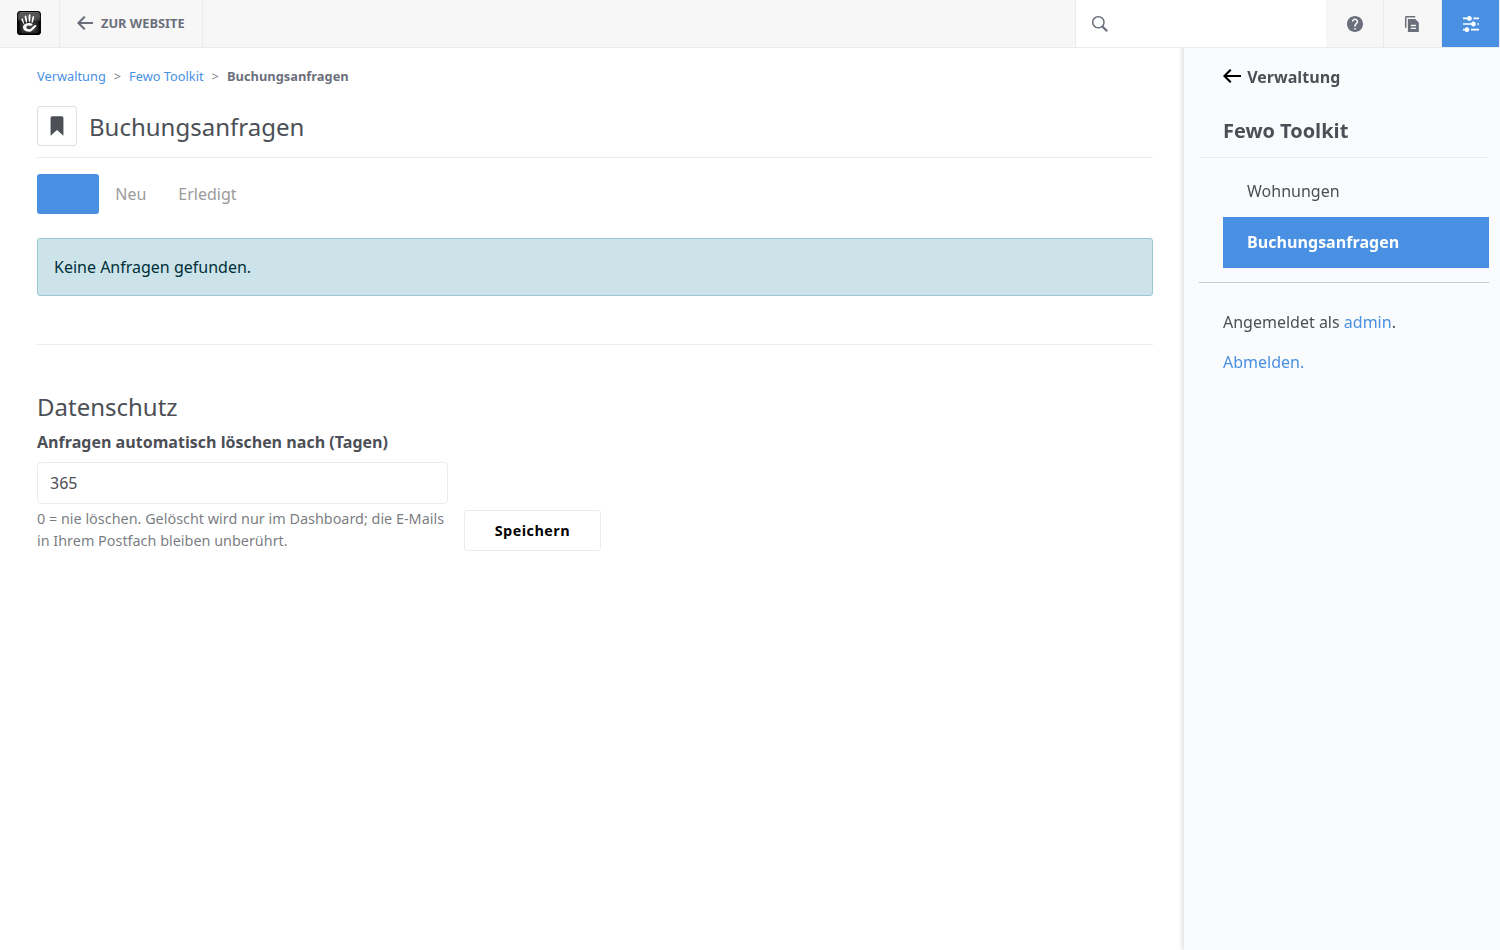 ZUR WEBSITE
Verwaltung > Fewo Toolkit > Buchungsanfragen
Buchungsanfragen
Neu
Erledigt
Keine Anfragen gefunden.
Datenschutz
Anfragen automatisch löschen nach (Tagen)
365
0 = nie löschen. Gelöscht wird nur im Dashboard; die E-Mails
in Ihrem Postfach bleiben unberührt.
Speichern
Verwaltung
Fewo Toolkit
Wohnungen
Buchungsanfragen
Angemeldet als admin.
Abmelden.